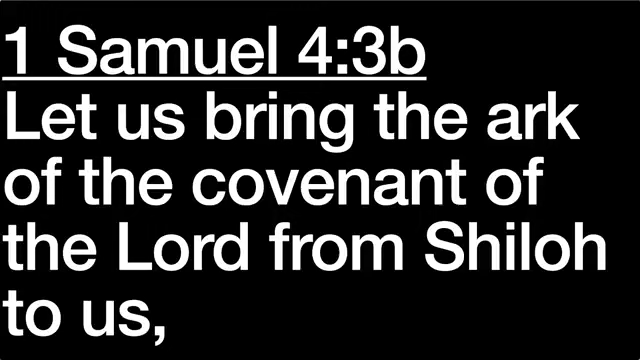 1 Samuel 4:3b
Let us bring the ark
of the covenant of
the Lord from Shiloh
to us,